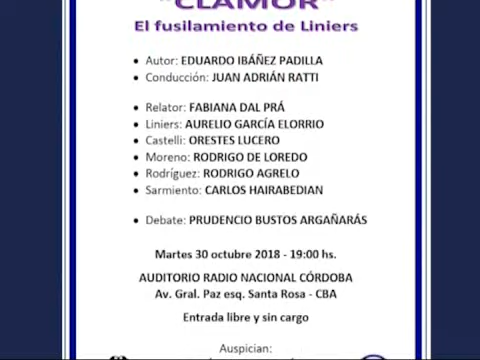 "CLAMOR"
El fusilamiento de Liniers
• Autor: EDUARDO IBÁÑEZ PADILLA
• Conducción: JUAN ADRIÁN RATTI
• Relator: FABIANA DAL PRÁ
• Liniers: AURELIO GARCÍA ELORRIO
• Castelli: ORESTES LUCERO
• Moreno: RODRIGO DE LOREDO
• Rodríguez: RODRIGO AGRELO
• Sarmiento: CARLOS HAIRABEDIAN
• Debate: PRUDENCIO BUSTOS ARGAÑARÁS
Martes 30 octubre 2018 - 19:00 hs.
AUDITORIO RADIO NACIONAL CÓRDOBA
Av. Gral. Paz esq. Santa Rosa - CBA
Entrada libre y sin cargo
Auspician: